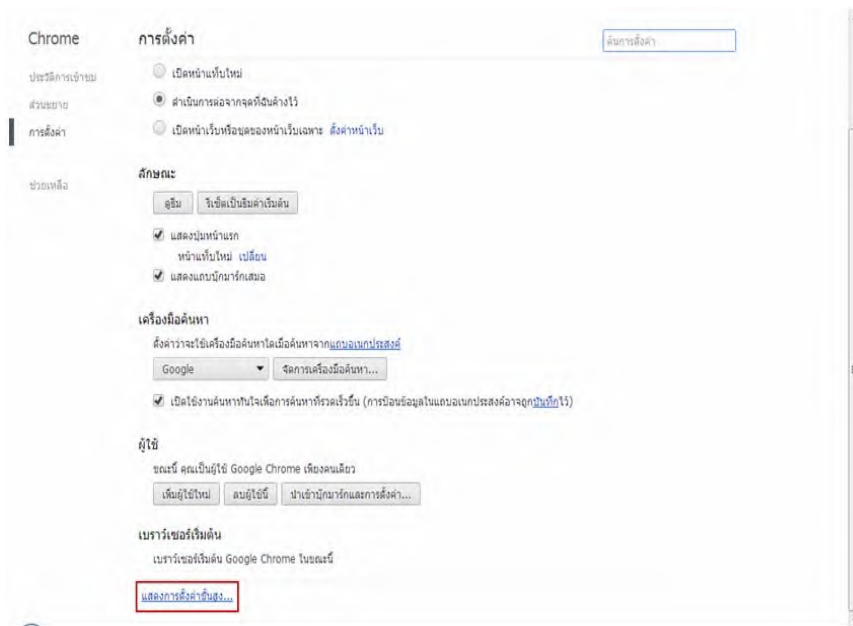 Chrome
ประวัติการเข้าชม
ส่วนขยาย
การตั้งค่า
ช่วยเหลือ
การตั้งค่า
ค้นการตั้งค่า
เปิดหน้าแท็บใหม่
ดำเนินการต่อจากจุดที่ฉันค้างไว้
เปิดหน้าเว็บหรือชุดของหน้าเว็บเฉพาะ ตั้งค่าหน้าเว็บ
ลักษณะ
ดูธีม รีเซ็ตเป็นธีมค่าเริ่มต้น
แสดงปุ่มหน้าแรก
หน้าแท็บใหม่ เปลี่ยน
แสดงแถบบุ๊กมาร์กเสมอ
เครื่องมือค้นหา
ตั้งค่าว่าจะใช้เครื่องมือค้นหาใดเมื่อค้นหาจากแถบอเนกประสงค์
Google จัดการเครื่องมือค้นหา...
เปิดใช้งานค้นหาทันใจเพื่อการค้นหาที่รวดเร็วขึ้น (การป้อนข้อมูลในแถบอเนกประสงค์อาจถูกบันทึกไว้)
ผู้ใช้
ขณะนี้ คุณเป็นผู้ใช้ Google Chrome เพียงคนเดียว
เพิ่มผู้ใช้ใหม่ ลบผู้ใช้นี้ นำเข้าบุ๊กมาร์กและการตั้งค่า...
เบราว์เซอร์เริ่มต้น
เบราว์เซอร์เริ่มต้น Google Chrome ในขณะนี้
แสดงการตั้งค่าขั้นสูง...